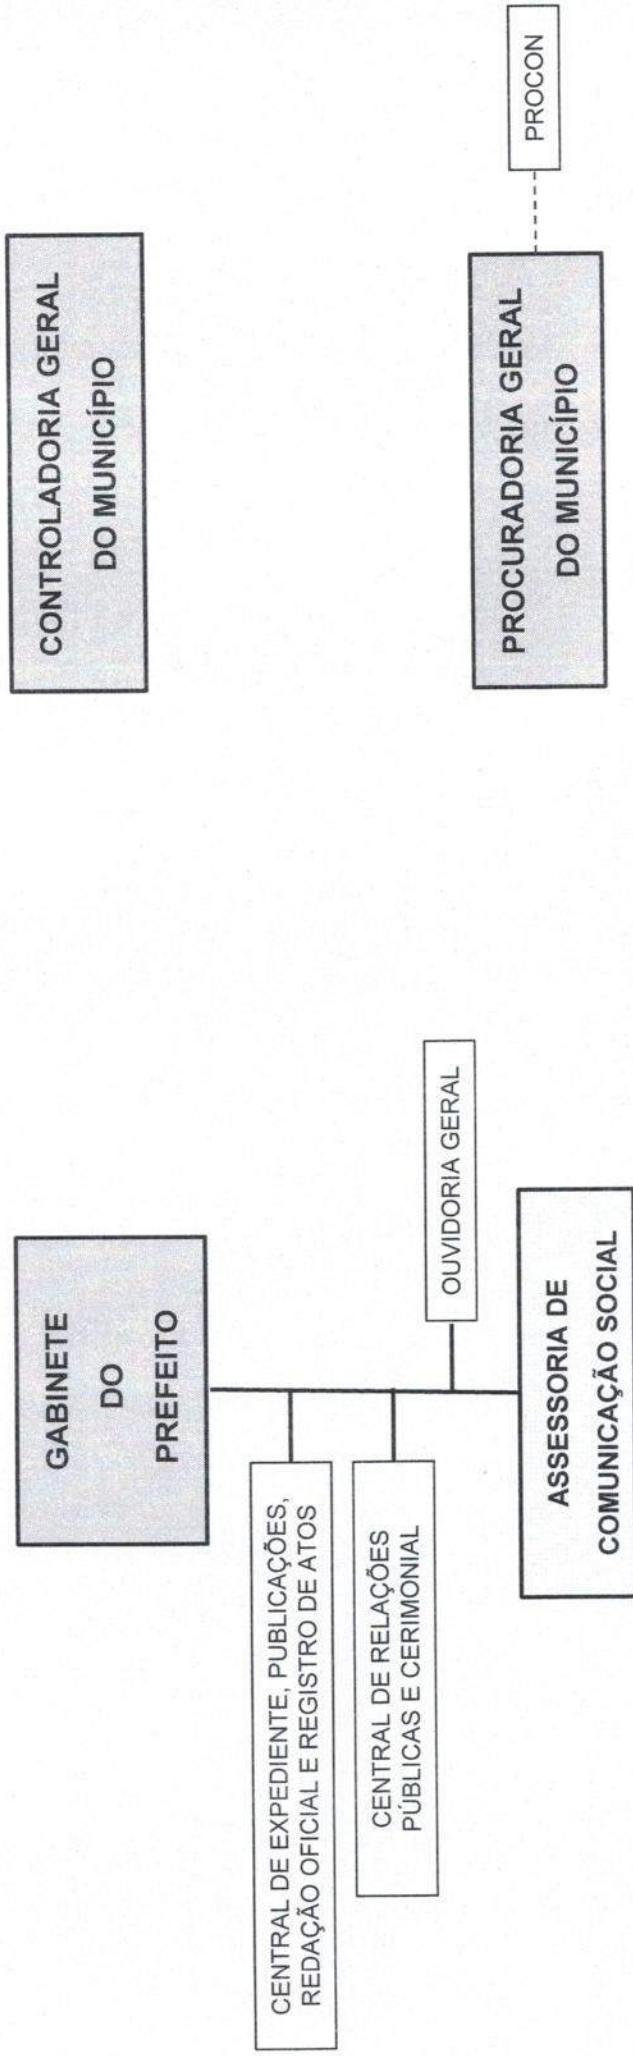 GABINETE
DO
PREFEITO
CENTRAL DE EXPEDIENTE, PUBLICAÇÕES,
REDAÇÃO OFICIAL E REGISTRO DE ATOS
CENTRAL DE RELAÇÕES
PÚBLICAS E CERIMONIAL
OUVIDORIA GERAL
ASSESSORIA DE
COMUNICAÇÃO SOCIAL
CONTROLADORIA GERAL
DO MUNICÍPIO
PROCURADORIA GERAL
DO MUNICÍPIO
PROCON